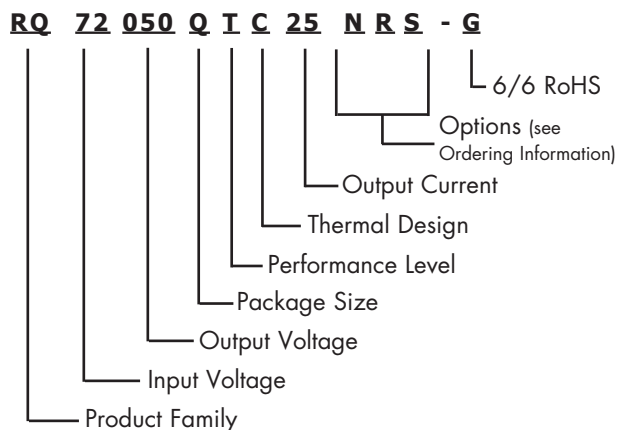 RQ 72 050 Q T C 25 N R S - G
6/6 RoHS
Options (see
Ordering Information)
Output Current
Thermal Design
Performance Level
Package Size
Output Voltage
Input Voltage
Product Family